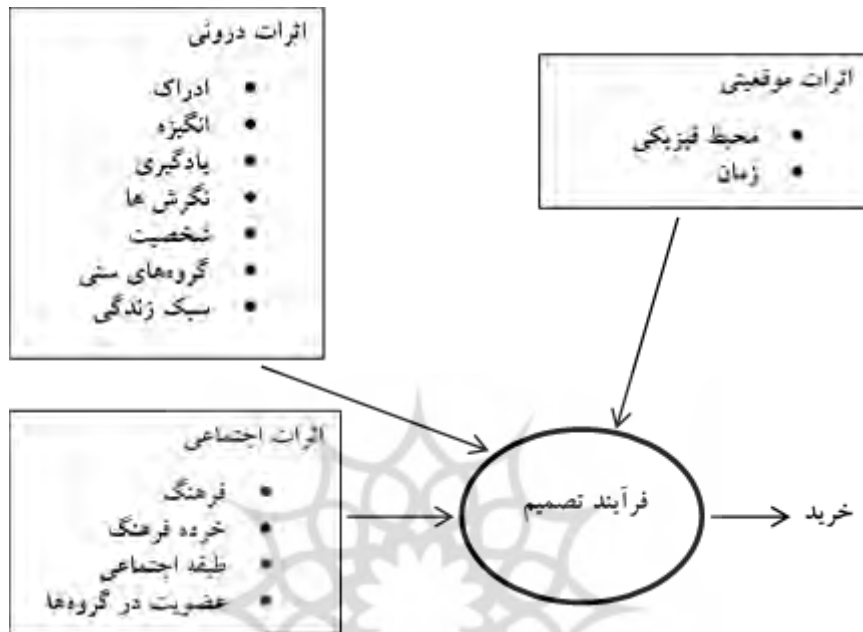 اثرات درونی
• ادراک
• انگیزه
• یادگیری
• نگرش ها
• شخصیت
• گروه‌های سنی
• سبک زندگی
اثرات موقعیتی
• محیط فیزیکی
• زمان
اثرات اجتماعی
• فرهنگ
• خرده فرهنگ
• طبقه اجتماعی
• عضویت در گروه‌ها
فرآیند تصمیم
خرید